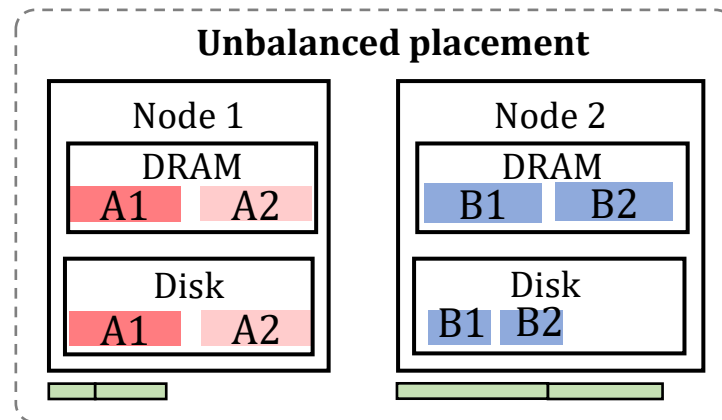 Unbalanced placement
Node 1
DRAM
A1 A2
Disk
A1 A2
Node 2
DRAM
B1 B2
Disk
B1 B2